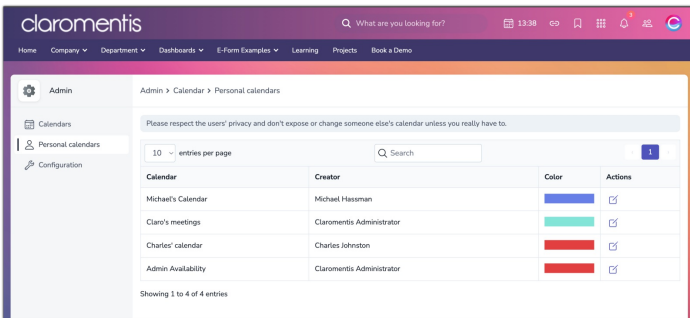 claromentis
What are you looking for?
13:38
3
Home Company Department Dashboards E-Form Examples Learning Projects Book a Demo
Admin
Admin > Calendar > Personal calendars
Calendars
Personal calendars
Configuration
Please respect the users' privacy and don't expose or change someone else's calendar unless you really have to.
10 entries per page
Search
1
Calendar Creator Color Actions
Michael's Calendar Michael Hassman
Claro's meetings Claromentis Administrator
Charles' calendar Charles Johnston
Admin Availability Claromentis Administrator
Showing 1 to 4 of 4 entries